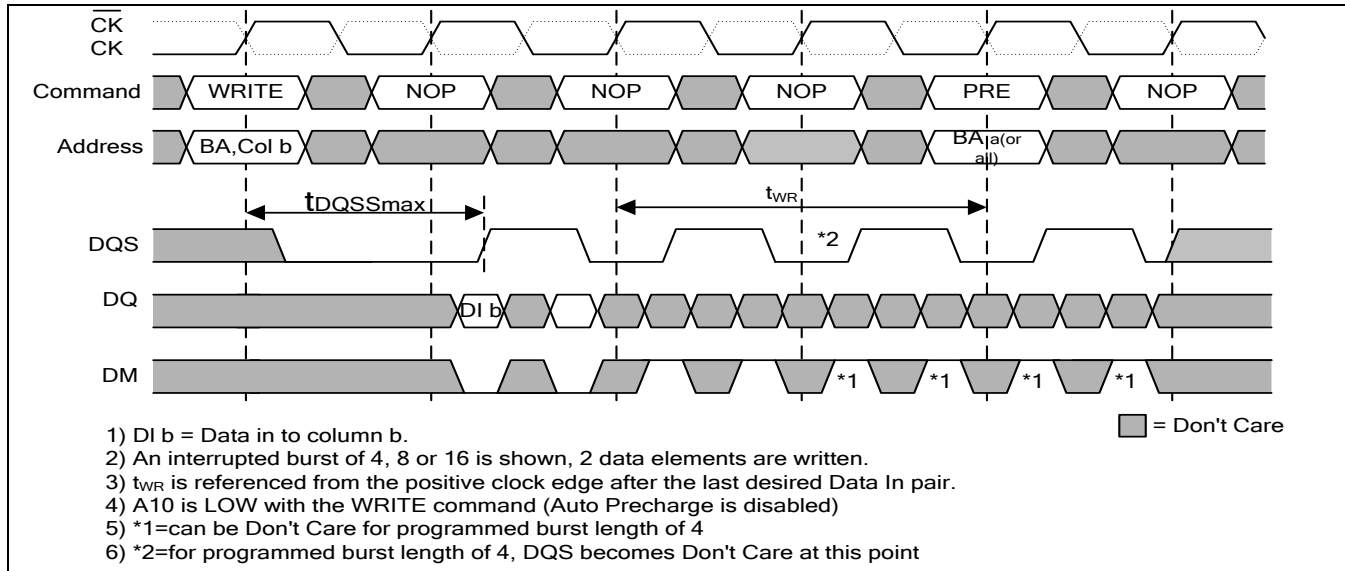 CK
CK
Command WRITE NOP NOP NOP PRE NOP
Address BA,Col b BA a(or
all)
tDQSSmax tWR
DQS *2
DQ DI b
DM *1 *1 *1 *1
= Don't Care
1) DI b = Data in to column b.
2) An interrupted burst of 4, 8 or 16 is shown, 2 data elements are written.
3) tWR is referenced from the positive clock edge after the last desired Data In pair.
4) A10 is LOW with the WRITE command (Auto Precharge is disabled)
5) *1=can be Don't Care for programmed burst length of 4
6) *2=for programmed burst length of 4, DQS becomes Don't Care at this point